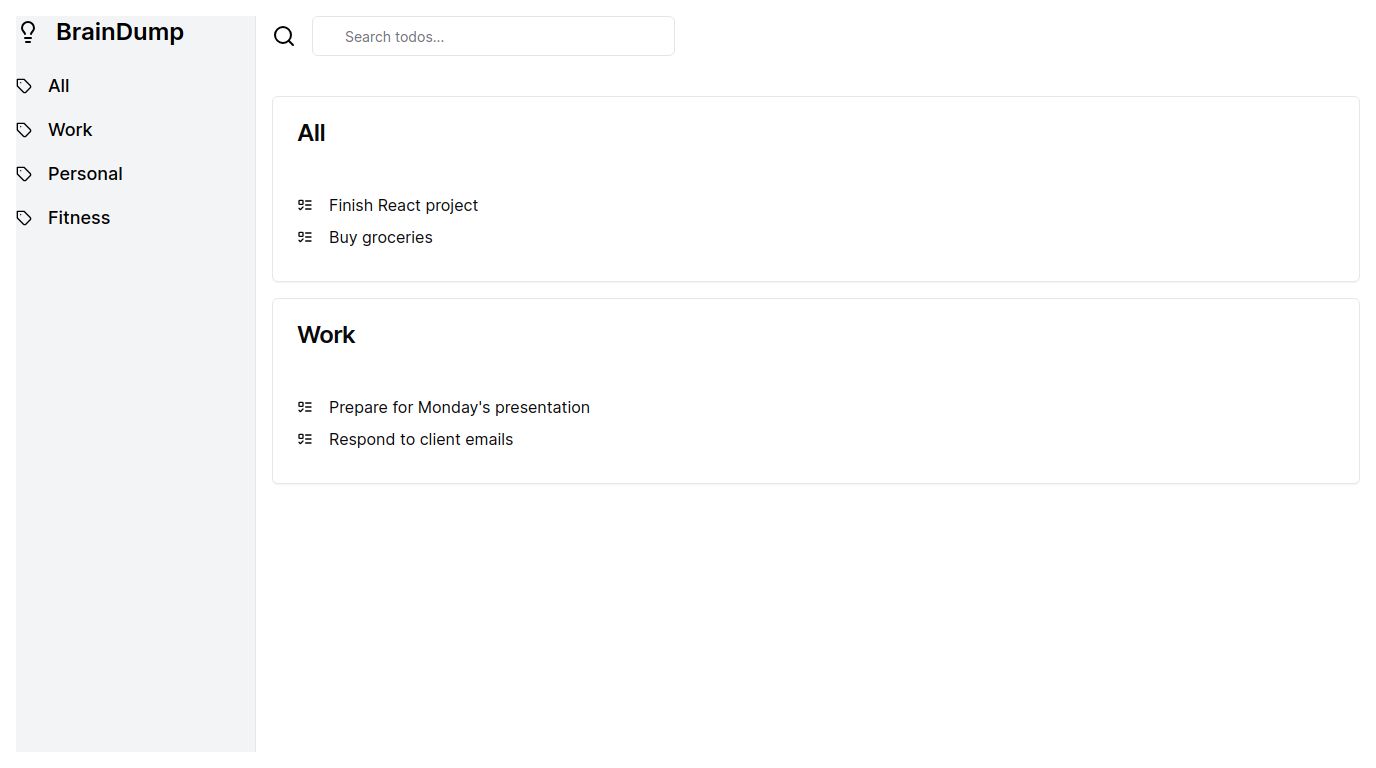 BrainDump
All
Work
Personal
Fitness
Search todos...
All
Finish React project
Buy groceries
Work
Prepare for Monday's presentation
Respond to client emails